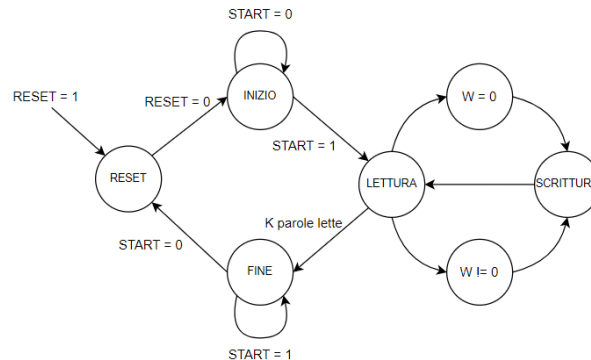 START = 0
RESET = 1
RESET = 0
INIZIO
W = 0
START = 1
RESET
LETTURA
SCRITTUR
K parole lette
START = 0
FINE
W != 0
START = 1